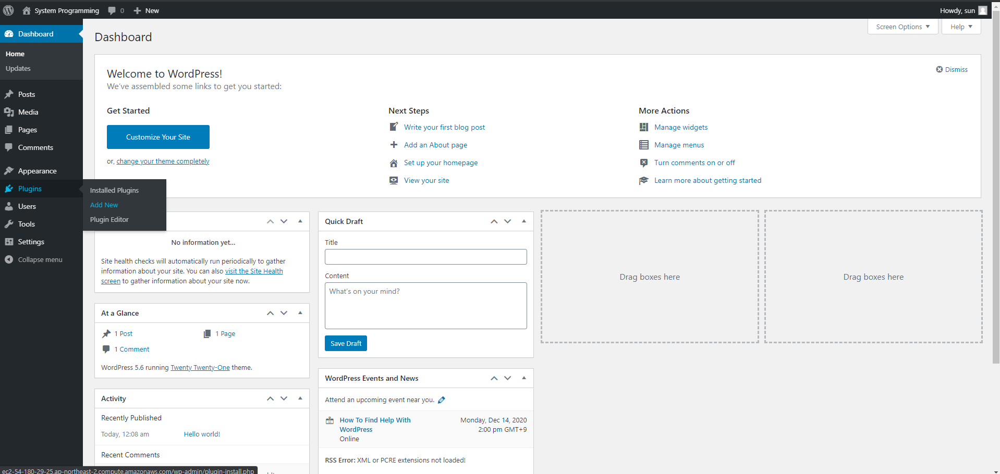 System Programming
0
New
Howdy, sun
Dashboard
Home
Updates
Posts
Media
Pages
Comments
Appearance
Plugins
Users
Tools
Settings
Collapse menu
Installed Plugins
Add New
Plugin Editor
Screen Options
Help
Dashboard
Welcome to WordPress!
We've assembled some links to get you started:
Dismiss
Get Started
Customize Your Site
or, change your theme completely
Next Steps
Write your first blog post
Add an About page
Set up your homepage
View your site
More Actions
Manage widgets
Manage menus
Turn comments on or off
Learn more about getting started
No information yet...
Site health checks will automatically run periodically to gather
information about your site. You can also visit the Site Health
screen to gather information about your site now.
At a Glance
1 Post
1 Page
1 Comment
WordPress 5.6 running Twenty Twenty-One theme.
Activity
Recently Published
Today, 12:08 am
Hello world!
Recent Comments
Quick Draft
Title
Content
What's on your mind?
Save Draft
WordPress Events and News
Attend an upcoming event near you.
How To Find Help With
WordPress
Online
Monday, Dec 14, 2020
2:00 pm GMT+9
RSS Error: XML or PCRE extensions not loaded!
Drag boxes here
Drag boxes here
ec2-54-180-29-25.ap-northeast-2.compute.amazonaws.com/wp-admin/plugin-install.php